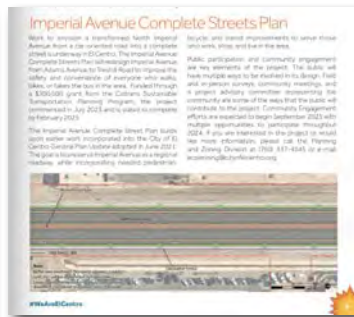 Imperial Avenue Complete Streets Plan
Work to envision a transformed North Imperial
Avenue from a car-oriented road into a complete
street is underway in El Centro. The Imperial Avenue
Complete Streets Plan will redesign Imperial Avenue,
from Adams Avenue to Treshill Road to improve the
safety and convenience of everyone who walks,
bikes, or takes the bus in the area. Funded through
a $300,000 grant from the Caltrans Sustainable
Transportation Planning Program, the project
commenced in July 2023 and is slated to complete
by February 2025.
The Imperial Avenue Complete Street Plan builds
upon earlier work incorporated into the City of El
Centro General Plan Update adopted in June 2021.
The goal is to preserve Imperial Avenue as a regional
roadway, while incorporating needed pedestrian,
bicycle, and transit improvements to serve those
who work, shop, and live in the area.
Public participation and community engagement
are key elements of the project. The public will
have multiple ways to be involved in its design. Field
and in-person surveys, community meetings, and
a project advisory committee representing the
community are some of the ways that the public will
contribute to the project. Community Engagement
efforts are expected to begin September 2023 with
multiple opportunities to participate throughout
2024. If you are interested in the project or would
like more information, please call the Planning
and Zoning Division at (760) 337-4545 or e-mail
#WeAreElCentro